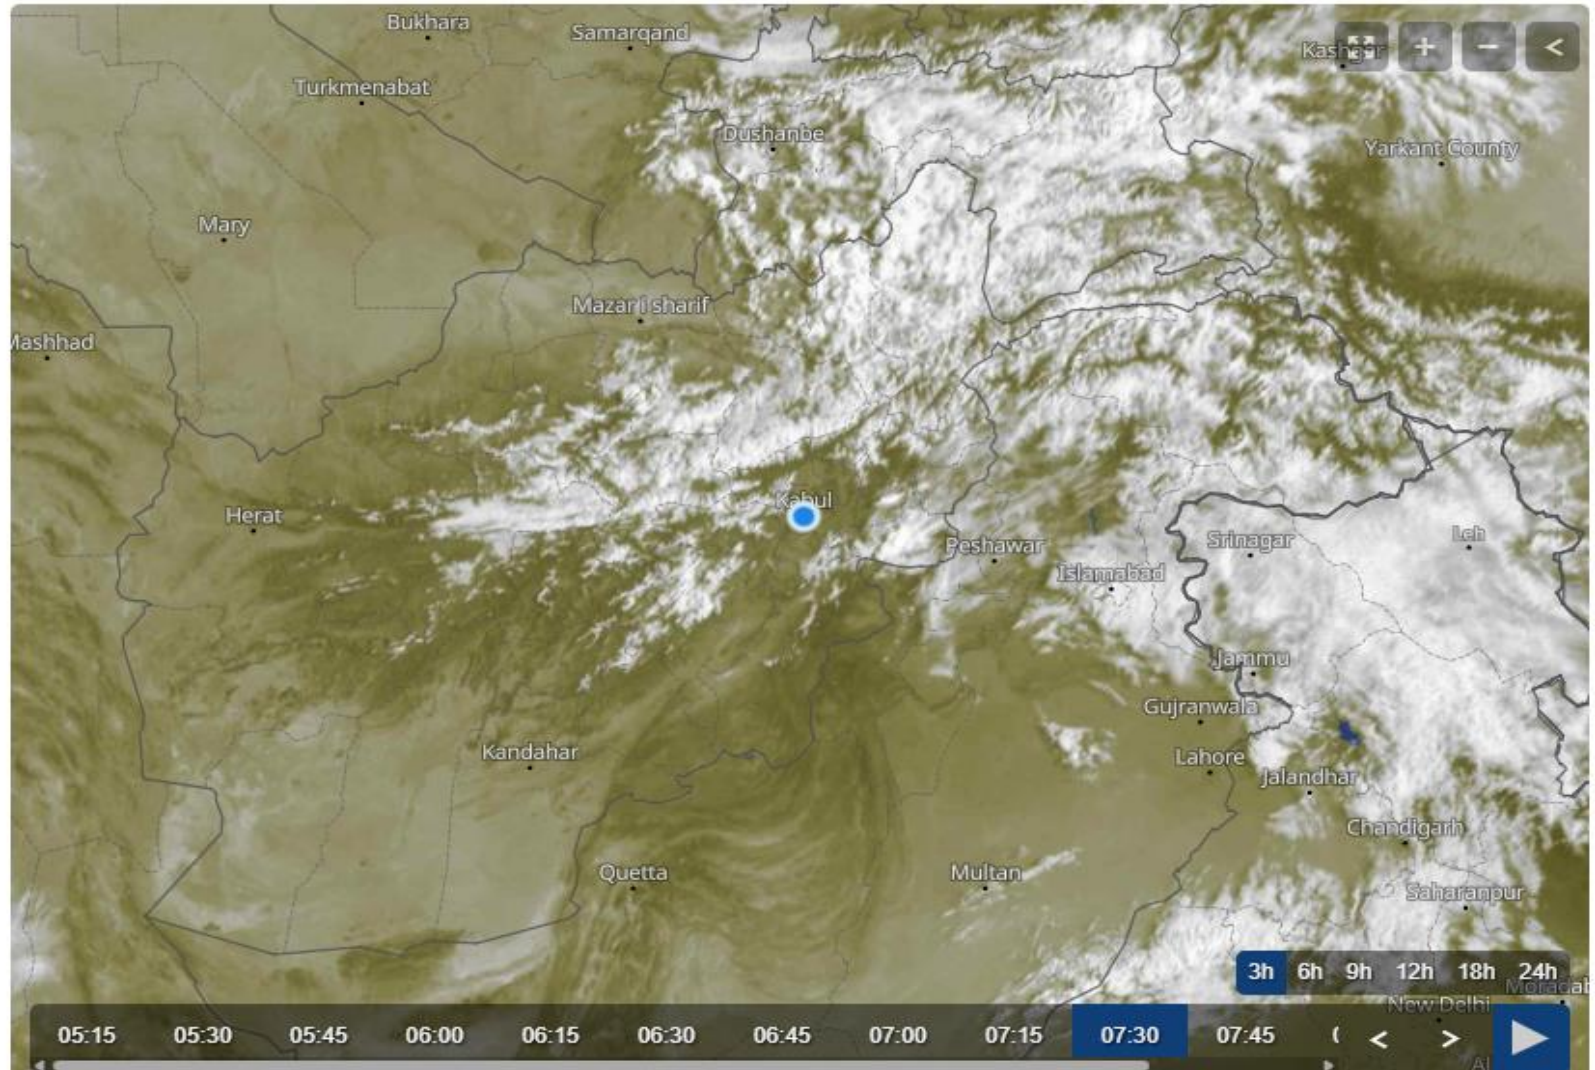 Bukhara
Samarqand
Kashgar
+
−
<
Turkmenabat
Dushanbe
Yarkant County
Mary
Mazar i sharif
Mashhad
Kabul
Herat
Peshawar
Srinagar
Leh
Islamabad
Jammu
Gujranwala
Kandahar
Lahore
Jalandhar
Chandigarh
Quetta
Multan
Saharanpur
3h 6h 9h 12h 18h 24h
New Delhi
05:15 05:30 05:45 06:00 06:15 06:30 06:45 07:00 07:15 07:30 07:45 < >